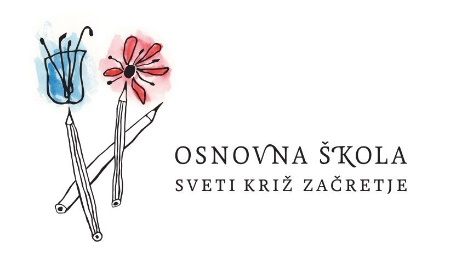 OSNOVNA ŠKOLA
SVETI KRIŽ ZAČRETJE